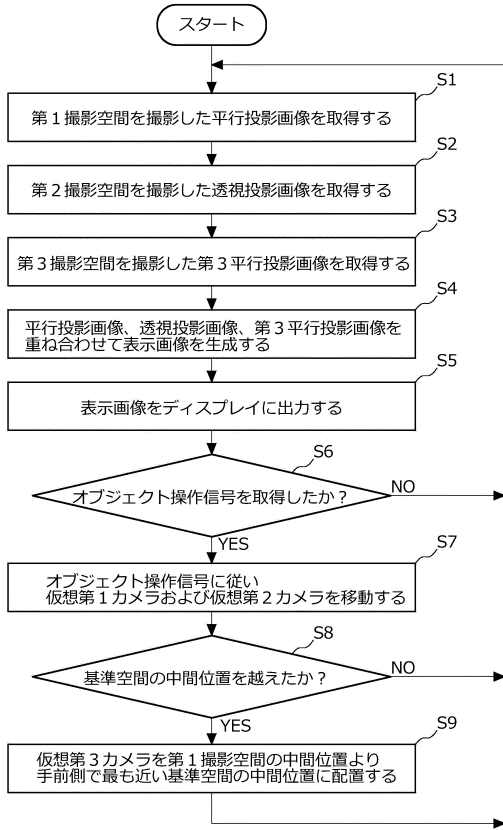 スタート
S1
第1撮影空間を撮影した平行投影画像を取得する
S2
第2撮影空間を撮影した透視投影画像を取得する
S3
第3撮影空間を撮影した第3平行投影画像を取得する
S4
平行投影画像、透視投影画像、第3平行投影画像を
重ね合わせて表示画像を生成する
S5
表示画像をディスプレイに出力する
S6
オブジェクト操作信号を取得したか?
NO
YES
S7
オブジェクト操作信号に従い
仮想第1カメラおよび仮想第2カメラを移動する
S8
基準空間の中間位置を越えたか?
NO
YES
S9
仮想第3カメラを第1撮影空間の中間位置より
手前側で最も近い基準空間の中間位置に配置する